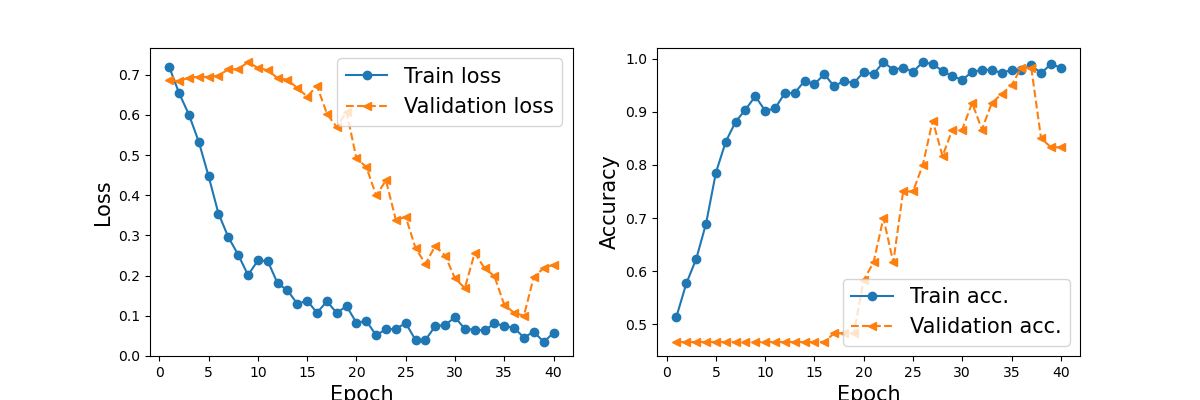 0.7
0.6
0.5
0.4
0.3
0.2
0.1
0.0
Loss
0 5 10 15 20 25 30 35 40
Epoch
Train loss
Validation loss
1.0
0.9
0.8
0.7
0.6
0.5
Accuracy
0 5 10 15 20 25 30 35 40
Epoch
Train acc.
Validation acc.